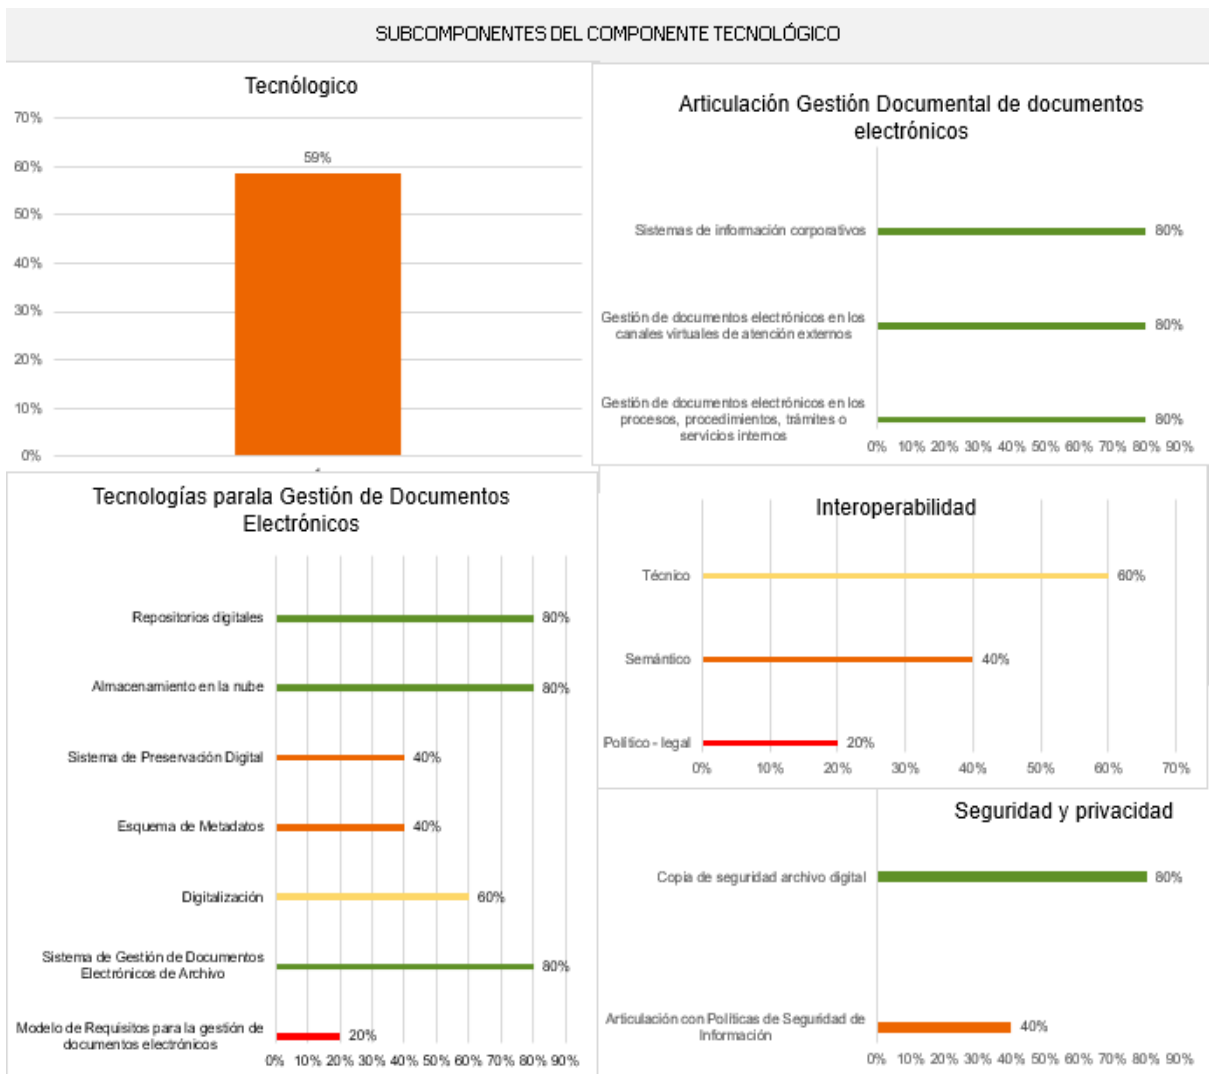 SUBCOMPONENTES DEL COMPONENTE TECNOLÓGICO
Tecnólogico
70%
60%
50%
40%
30%
20%
10%
0%
59%
Articulación Gestión Documental de documentos
electrónicos
Sistemas de información corporativos
80%
Gestión de documentos electrónicos en los
canales virtuales de atención externos
80%
Gestión de documentos electrónicos en los
procesos, procedimientos, trámites o
servicios internos
80%
0% 10% 20% 30% 40% 50% 60% 70% 80% 90%
Tecnologías parala Gestión de Documentos
Electrónicos
Repositorios digitales
80%
Almacenamiento en la nube
80%
Sistema de Preservación Digital
40%
Esquema de Metadatos
40%
Digitalización
60%
Sistema de Gestión de Documentos
Electrónicos de Archivo
80%
Modelo de Requisitos para la gestión de
documentos electrónicos
20%
0% 10% 20% 30% 40% 50% 60% 70% 80% 90%
Interoperabilidad
Técnico
60%
Semántico
40%
Político - legal
20%
0% 10% 20% 30% 40% 50% 60% 70%
Seguridad y privacidad
Copia de seguridad archivo digital
80%
Articulación con Políticas de Seguridad de
Información
40%
0% 10% 20% 30% 40% 50% 60% 70% 80% 90%